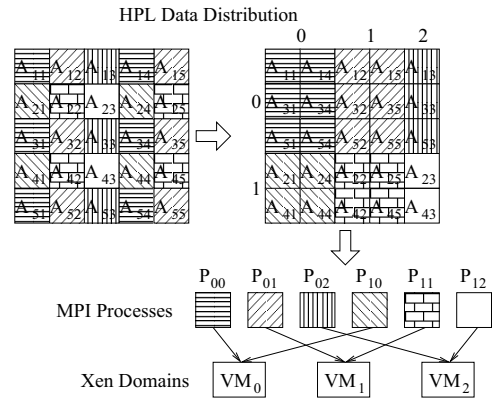 HPL Data Distribution
0 1 2
A11 A12 A13 A14 A15
A21 A22 A23 A24 A25
A31 A32 A33 A34 A35
A41 A42 A43 A44 A45
A51 A52 A53 A54 A55
0
A11 A14 A12 A15 A13
A31 A34 A32 A35 A33
A51 A54 A52 A55 A53
1
A21 A24 A22 A25 A23
A41 A44 A42 A45 A43
P00 P01 P02 P10 P11 P12
MPI Processes
Xen Domains VM0 VM1 VM2